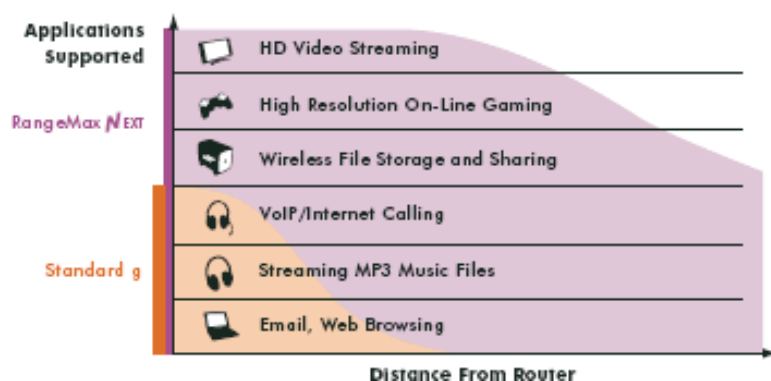 Applications
Supported
HD Video Streaming
High Resolution On-Line Gaming
RangeMax NEXT
Wireless File Storage and Sharing
VoIP/Internet Calling
Standard g
Streaming MP3 Music Files
Email, Web Browsing
Distance From Router